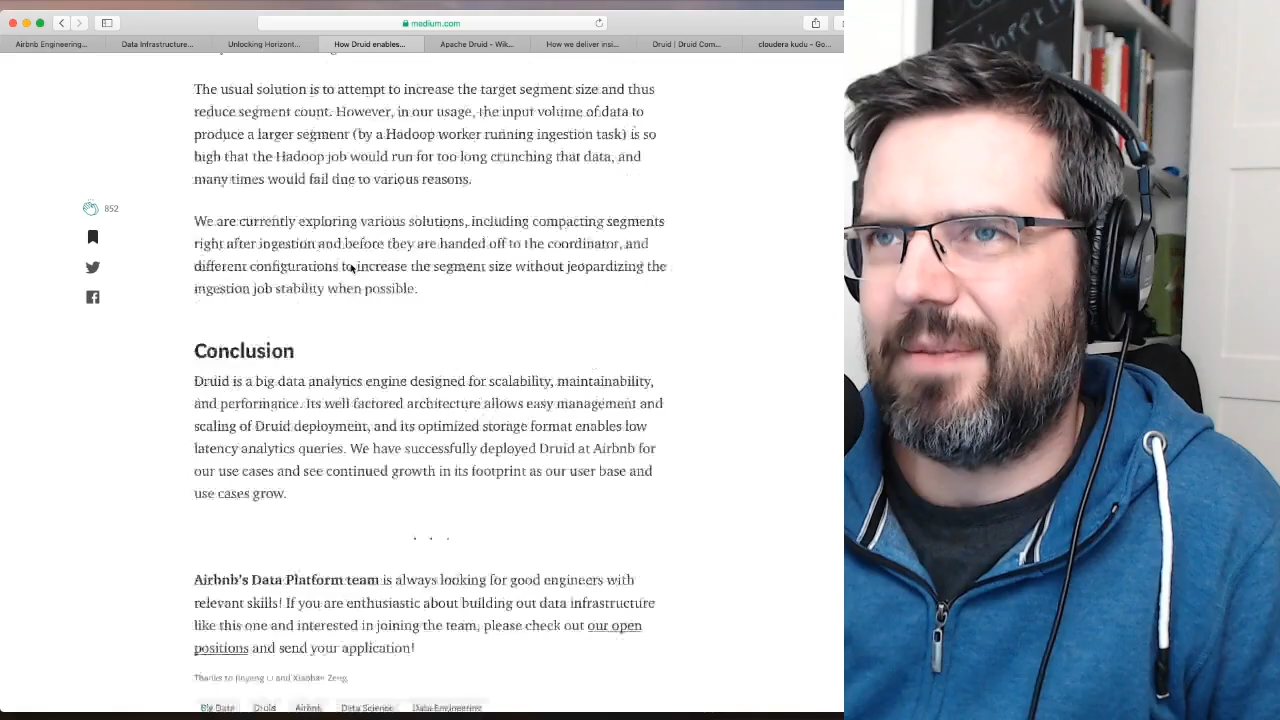 medium.com
Airbnb Engineering...
Data Infrastructure...
Unlocking Horizont...
How Druid enables...
Apache Druid - Wik...
How we deliver insi...
Druid | Druid Com...
cloudera kudu - Go...
The usual solution is to attempt to increase the target segment size and thus
reduce segment count. However, in our usage, the input volume of data to
produce a larger segment (by a Hadoop worker running ingestion task) is so
high that the Hadoop job would run for too long crunching that data, and
many times would fail due to various reasons.
852
We are currently exploring various solutions, including compacting segments
right after ingestion and before they are handed off to the coordinator, and
different configurations to increase the segment size without jeopardizing the
ingestion job stability when possible.
Conclusion
Druid is a big data analytics engine designed for scalability, maintainability,
and performance. Its well factored architecture allows easy management and
scaling of Druid deployment, and its optimized storage format enables low
latency analytics queries. We have successfully deployed Druid at Airbnb for
our use cases and see continued growth in its footprint as our user base and
use cases grow.
. . .
Airbnb's Data Platform team is always looking for good engineers with
relevant skills! If you are enthusiastic about building out data infrastructure
like this one and interested in joining the team, please check out our open
positions and send your application!
Thanks to Jinyang Li and Xiaohan Zeng.
Big Data
Druid
Airbnb
Data Science
Data Engineering